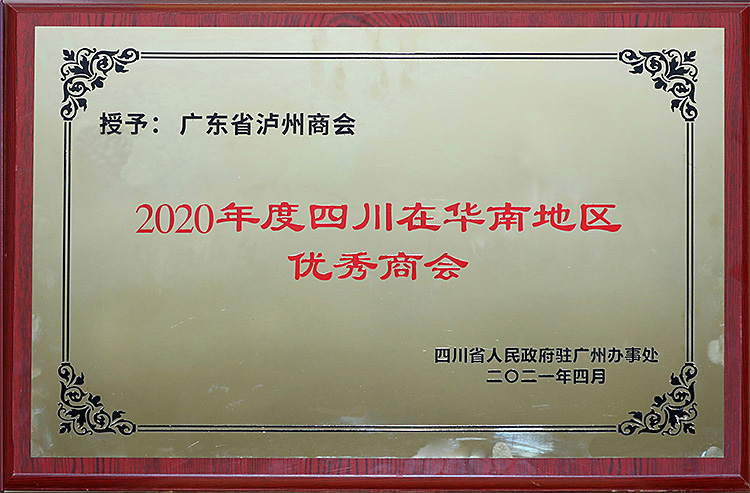 授予：广东省泸州商会
2020年度四川在华南地区
优秀商会
四川省人民政府驻广州办事处
二〇二一年四月